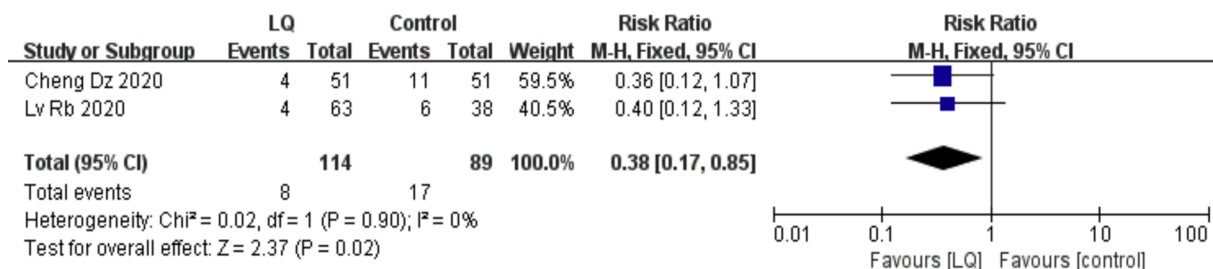 LQ Control Risk Ratio Risk Ratio
Study or Subgroup Events Total Events Total Weight M-H, Fixed, 95% CI M-H, Fixed, 95% CI
Cheng Dz 2020 4 51 11 51 59.5% 0.36 [0.12, 1.07]
Lv Rb 2020 4 63 6 38 40.5% 0.40 [0.12, 1.33]
Total (95% CI) 114 89 100.0% 0.38 [0.17, 0.85]
Total events 8 17
Heterogeneity: Chi² = 0.02, df = 1 (P = 0.90); I² = 0%
Test for overall effect: Z = 2.37 (P = 0.02)
0.01 0.1 1 10 100
Favours [LQ] Favours [control]